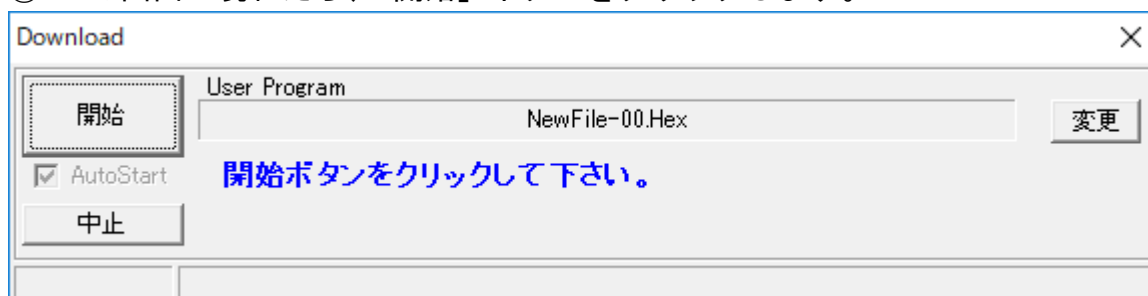 Download
開始
User Program
NewFile-00.Hex
変更
AutoStart
開始ボタンをクリックして下さい。
中止